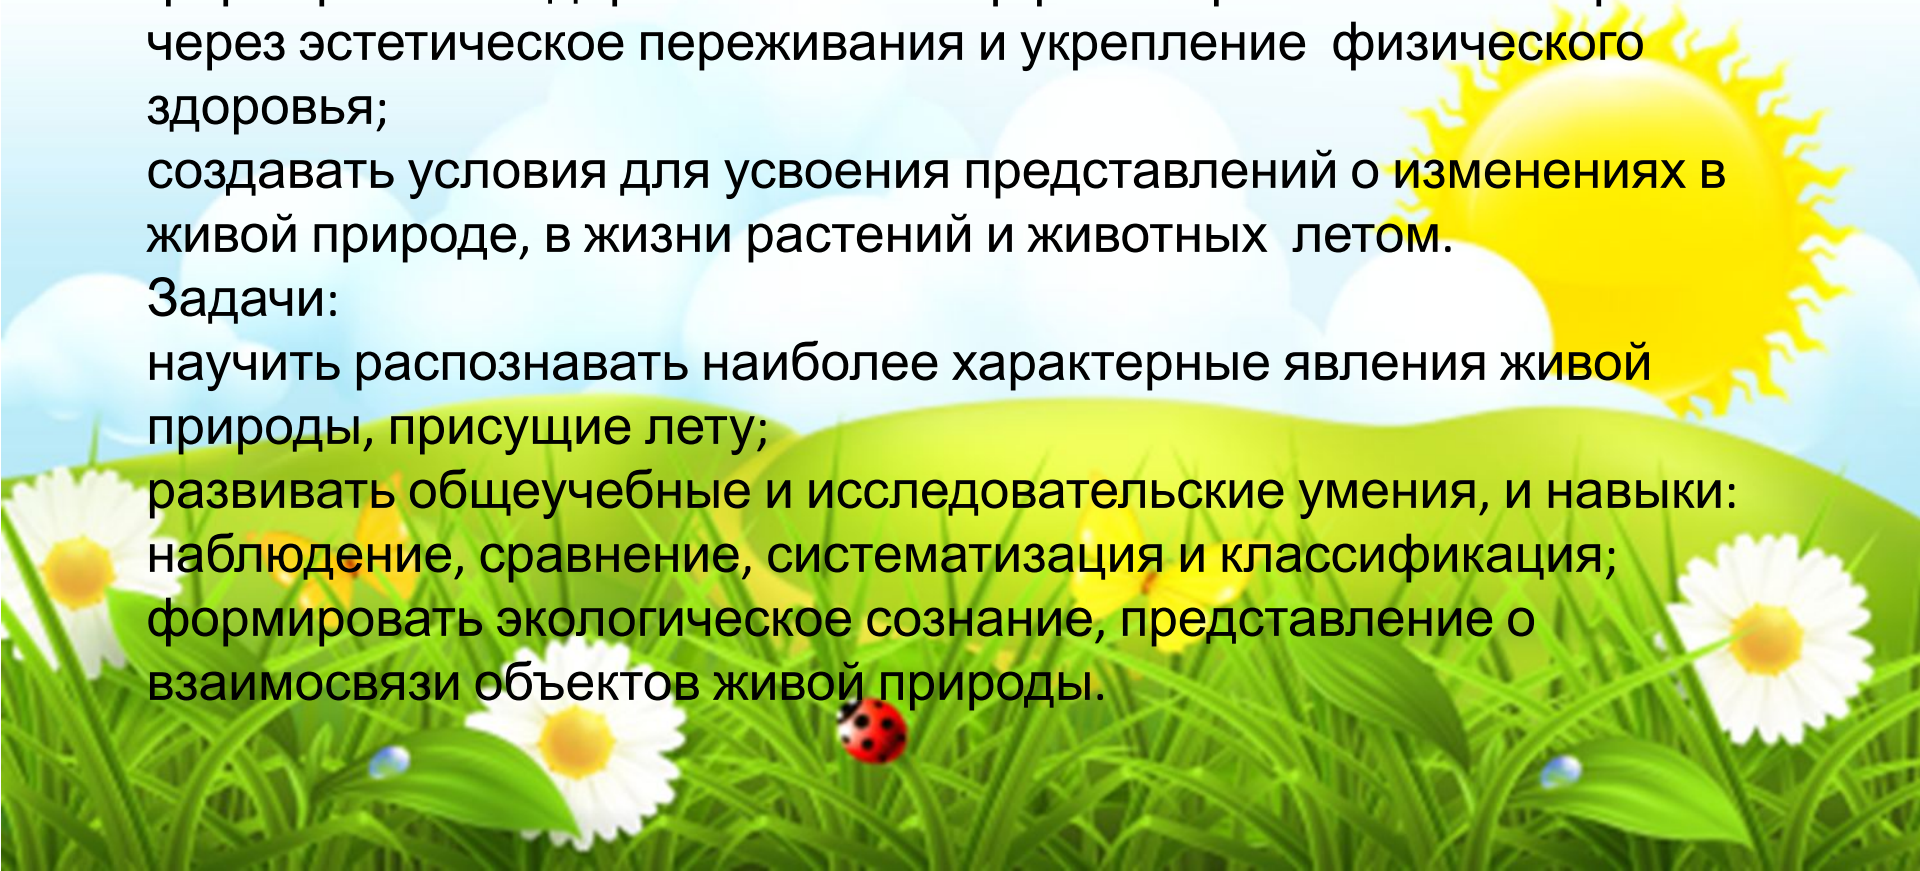 через эстетическое переживания и укрепление физического
здоровья;
создавать условия для усвоения представлений о изменениях в
живой природе, в жизни растений и животных летом.
Задачи:
научить распознавать наиболее характерные явления живой
природы, присущие лету;
развивать общеучебные и исследовательские умения, и навыки:
наблюдение, сравнение, систематизация и классификация;
формировать экологическое сознание, представление о
взаимосвязи объектов живой природы.